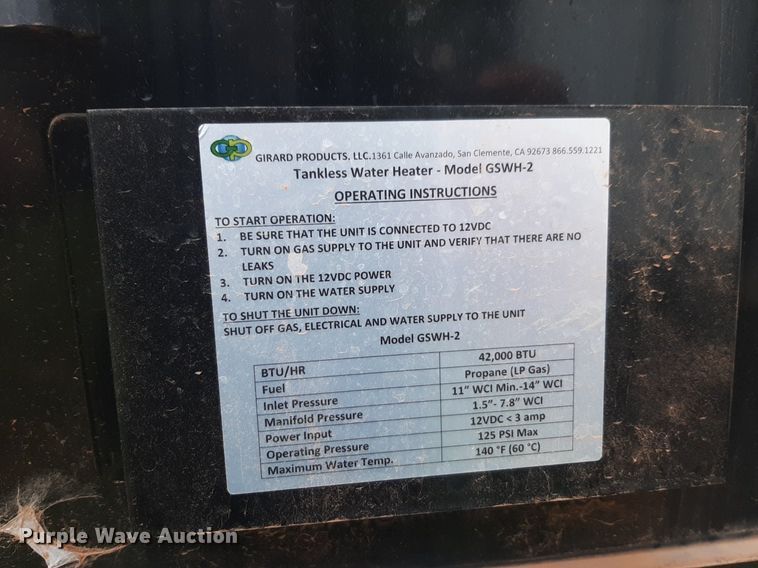 GIRARD PRODUCTS, LLC.1361 Calle Avanzado, San Clemente, CA 92673 866.559.1221
Tankless Water Heater - Model GSWH-2
OPERATING INSTRUCTIONS
TO START OPERATION:
1. BE SURE THAT THE UNIT IS CONNECTED TO 12VDC
2. TURN ON GAS SUPPLY TO THE UNIT AND VERIFY THAT THERE ARE NO
LEAKS
3. TURN ON THE 12VDC POWER
4. TURN ON THE WATER SUPPLY
TO SHUT THE UNIT DOWN:
SHUT OFF GAS, ELECTRICAL AND WATER SUPPLY TO THE UNIT
Model GSWH-2
BTU/HR 42,000 BTU
Fuel Propane (LP Gas)
Inlet Pressure 11" WCI Min.-14" WCI
Manifold Pressure 1.5"- 7.8" WCI
Power Input 12VDC < 3 amp
Operating Pressure 125 PSI Max
Maximum Water Temp. 140 °F (60 °C)
Purple Wave Auction®